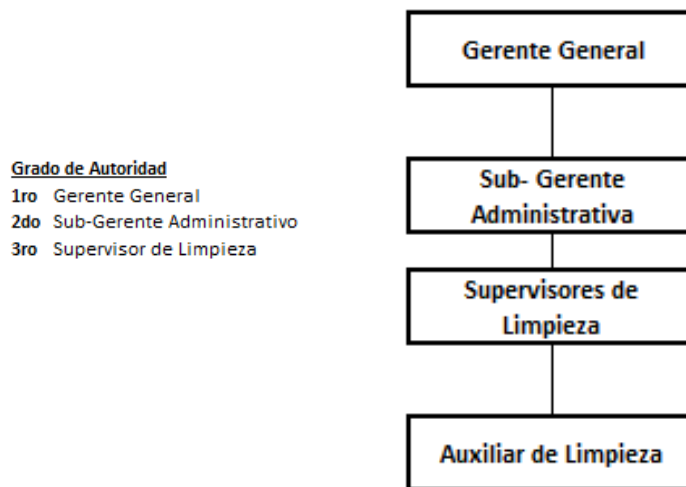 Gerente General
Grado de Autoridad
1ro Gerente General
2do Sub-Gerente Administrativo
3ro Supervisor de Limpieza
Sub- Gerente
Administrativa
Supervisores de
Limpieza
Auxiliar de Limpieza